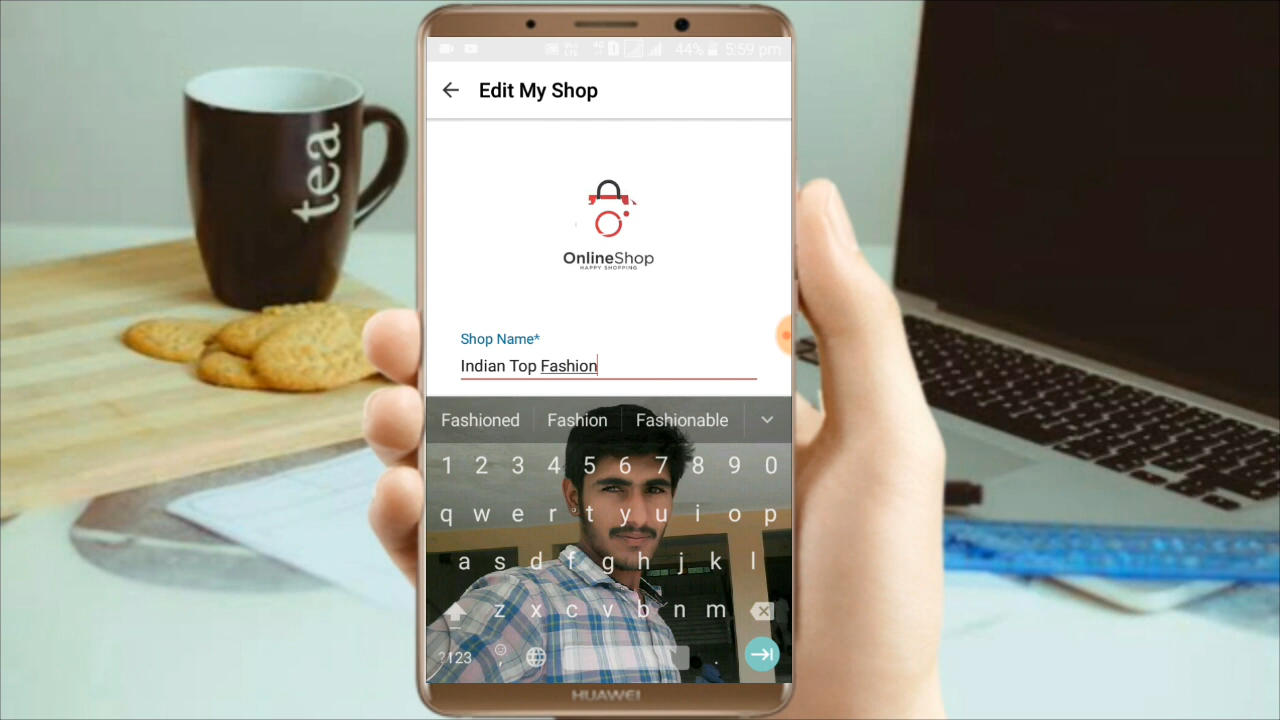 tea
44% 5:59 pm
Edit My Shop
OnlineShop
HAPPY SHOPPING
Shop Name*
Indian Top Fashion
Fashioned Fashion Fashionable
1 2 3 4 5 6 7 8 9 0
q w e r t y u i o p
a s d f g h j k l
z x c v b n m
?123 , .
HUAWEI